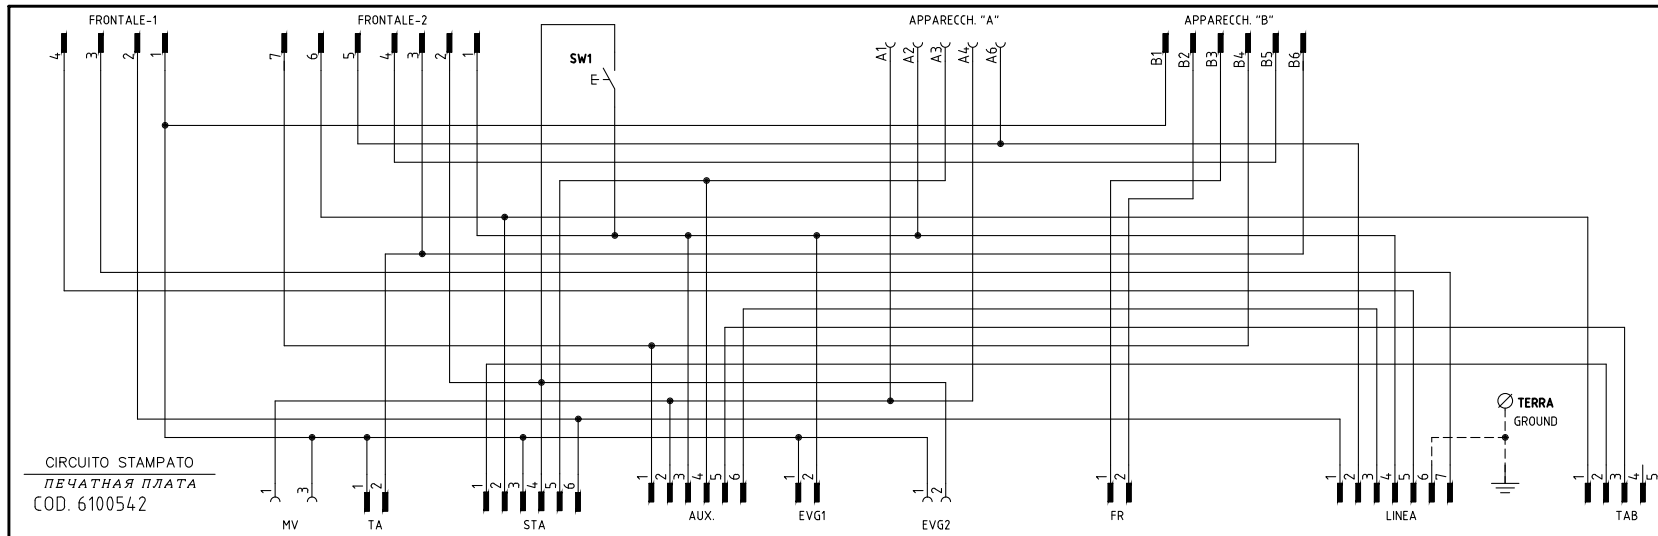 FRONTALE-1
FRONTALE-2
APPARECCH. "A"
APPARECCH. "B"
4 3 2 1
7 6 5 4 3 2 1
SW1
E
A1 A2 A3 A4 A6
B1 B2 B3 B4 B5 B6
TERRA
GROUND
CIRCUITO STAMPATO
ПЕЧАТНАЯ ПЛАТА
COD. 6100542
1 3
1 2
1 2 3 4 5 6
1 2 3 4 5 6
1 2
1 2
1 2
1 2 3 4 5 6 7
1 2 3 4 5
MV
TA
STA
AUX.
EVG1
EVG2
FR
LINEA
TAB